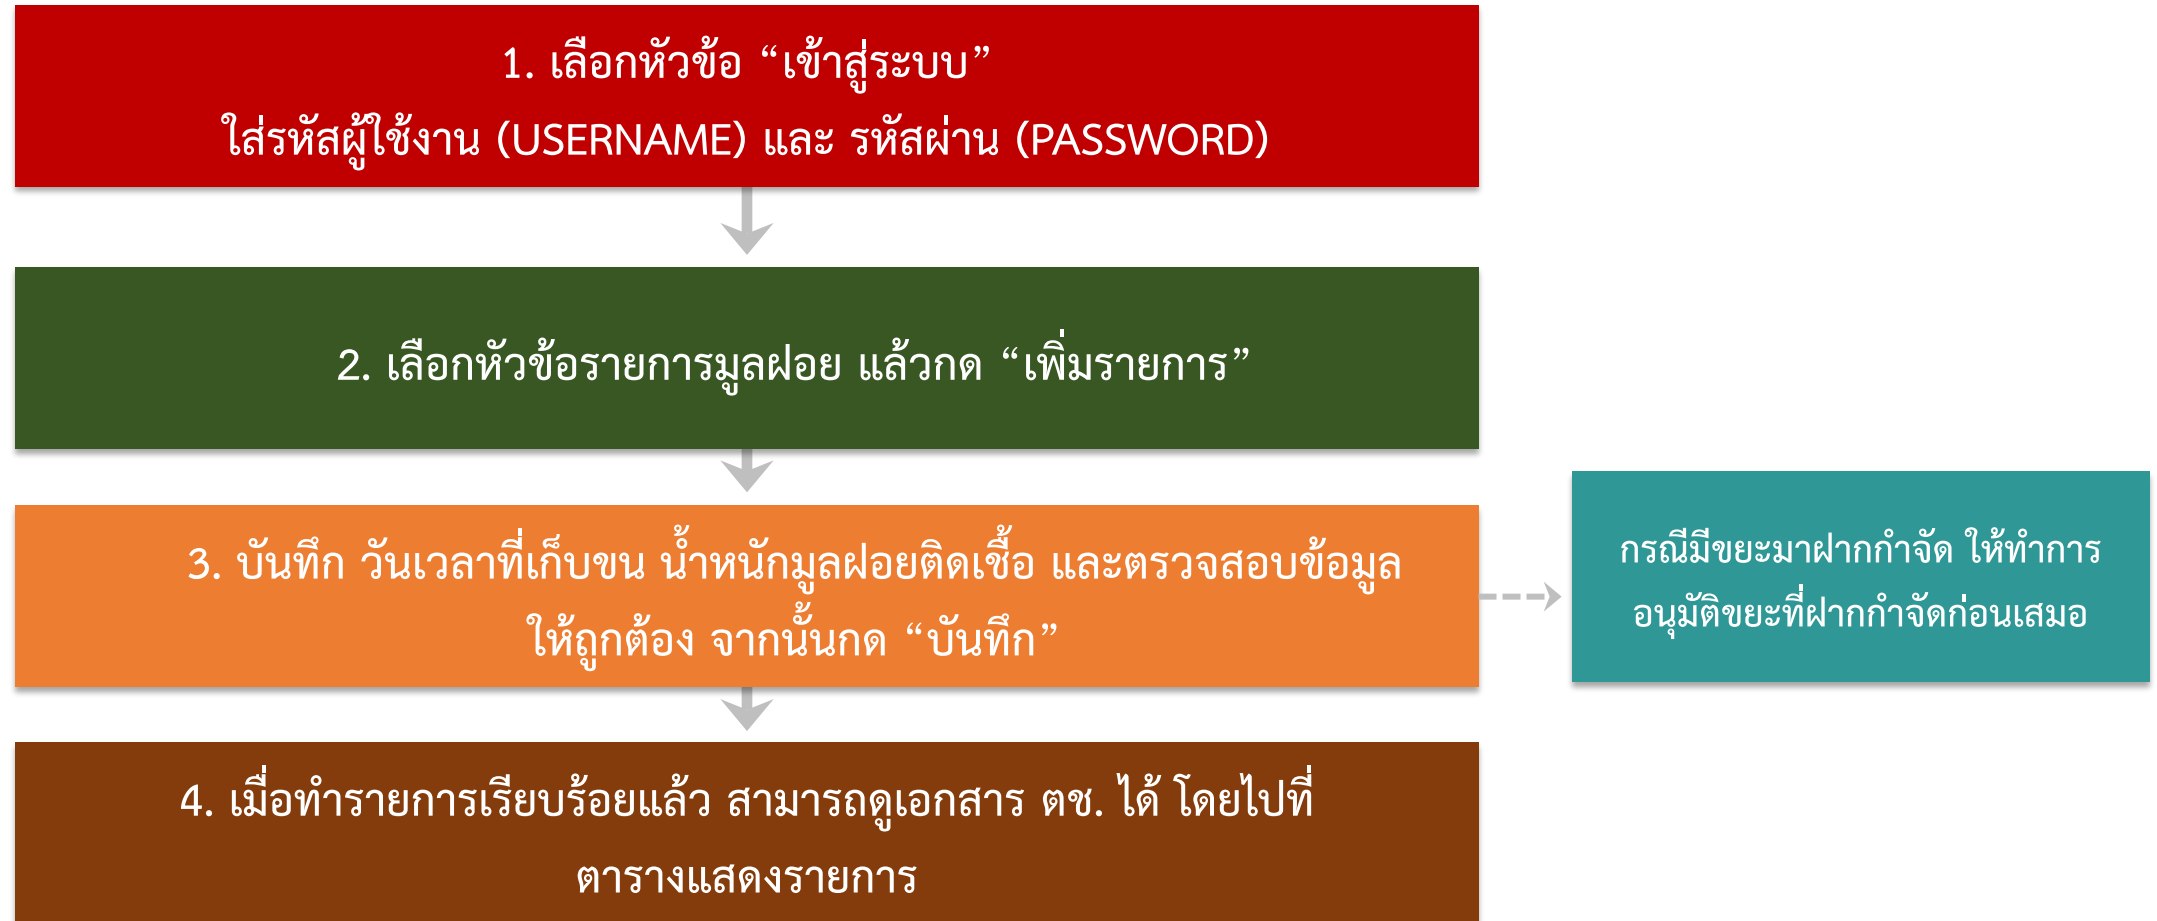 1. เลือกหัวข้อ “เข้าสู่ระบบ”
ใส่รหัสผู้ใช้งาน (USERNAME) และ รหัสผ่าน (PASSWORD)
2. เลือกหัวข้อรายการมูลฝอย แล้วกด “เพิ่มรายการ”
3. บันทึก วันเวลาที่เก็บขน น้ำหนักมูลฝอยติดเชื้อ และตรวจสอบข้อมูล
ให้ถูกต้อง จากนั้นกด “บันทึก”
กรณีมีขยะมาฝากกำจัด ให้ทำการ
อนุมัติขยะที่ฝากกำจัดก่อนเสมอ
4. เมื่อทำรายการเรียบร้อยแล้ว สามารถดูเอกสาร ตช. ได้ โดยไปที่
ตารางแสดงรายการ